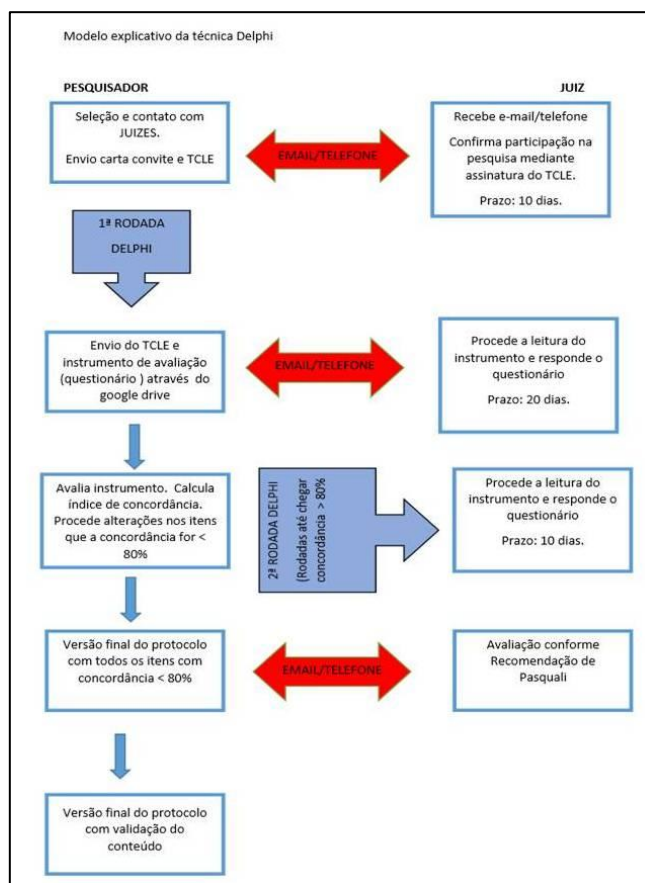 Modelo explicativo da técnica Delphi
PESQUISADOR
JUIZ
Seleção e contato com
JUIZES.
Envio carta convite e TCLE
EMAIL/TELEFONE
Recebe e-mail/telefone
Confirma participação na
pesquisa mediante
assinatura do TCLE.
Prazo: 10 dias.
1ª RODADA
DELPHI
Envio do TCLE e
instrumento de avaliação
(questionário ) através do
google drive
EMAIL/TELEFONE
Procede a leitura do
instrumento e responde o
questionário
Prazo: 20 dias.
Avalia instrumento. Calcula
índice de concordância.
Procede alterações nos itens
que a concordância for <
80%
2ª RODADA DELPHI
(Rodadas até chegar
concordância > 80%
Procede a leitura do
instrumento e responde o
questionário
Prazo: 10 dias.
Versão final do protocolo
com todos os itens com
concordância < 80%
EMAIL/TELEFONE
Avaliação conforme
Recomendação de
Pasquali
Versão final do protocolo
com validação do
conteúdo